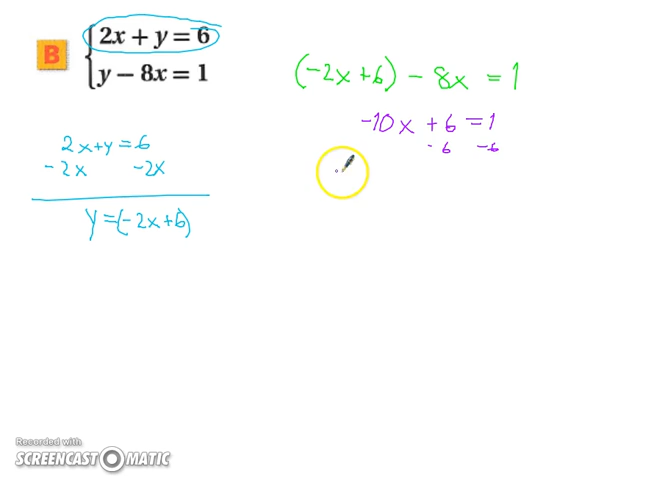 B
2x + y = 6
y − 8x = 1
2x+y = 6
-2x -2x
y = (-2x+6)
(-2x+6) - 8x = 1
-10x + 6 = 1
-6 -6
Recorded with
SCREENCAST MATIC